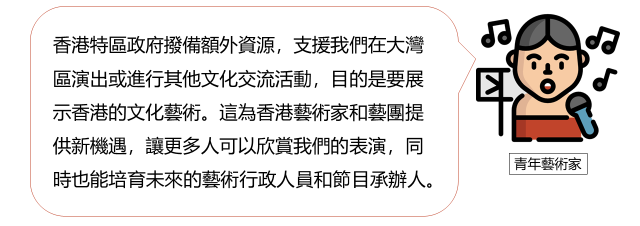 香港特區政府撥備額外資源，支援我們在大灣
區演出或進行其他文化交流活動，目的是要展
示香港的文化藝術。這為香港藝術家和藝團提
供新機遇，讓更多人可以欣賞我們的表演，同
時也能培育未來的藝術行政人員和節目承辦人。
青年藝術家